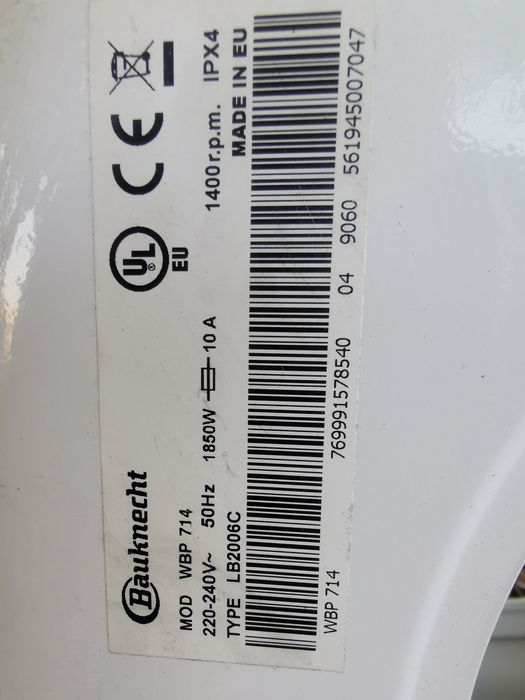 Bauknecht
MOD WBP 714
220-240V~ 50Hz 1850W 10 A 1400 r.p.m. IPX4
TYPE LB2006C MADE IN EU
UL
®
EU
CE
WBP 714 769991578540 04 9060 561945007047